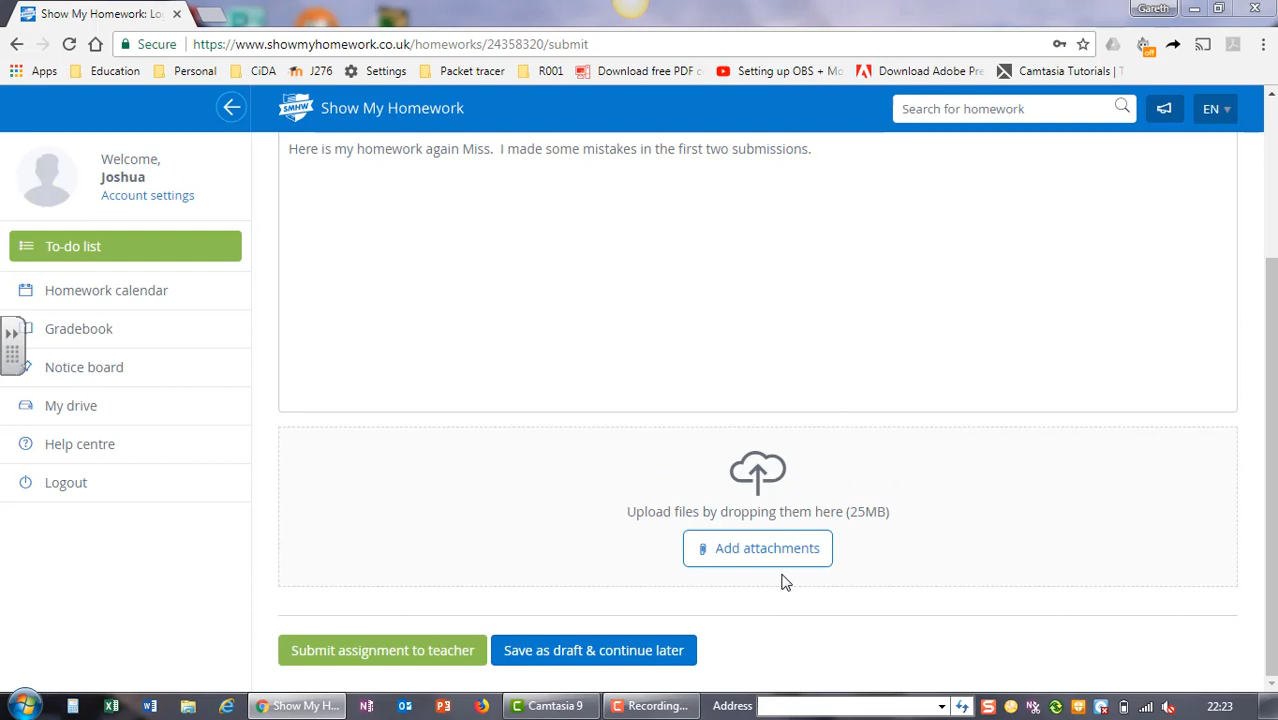 Show My Homework: Lo
Gareth
Secure https://www.showmyhomework.co.uk/homeworks/24358320/submit
off
Apps Education Personal CiDA J276 Settings Packet tracer R001 Download free PDF c Setting up OBS + Mo Download Adobe Pre Camtasia Tutorials | T
SMHW Show My Homework Search for homework EN
Welcome,
Joshua
Account settings
To-do list
Homework calendar
Gradebook
Notice board
My drive
Help centre
Logout
Here is my homework again Miss. I made some mistakes in the first two submissions.
Upload files by dropping them here (25MB)
Add attachments
Submit assignment to teacher Save as draft & continue later
Show My H... Camtasia 9 Recording... Address 22:23